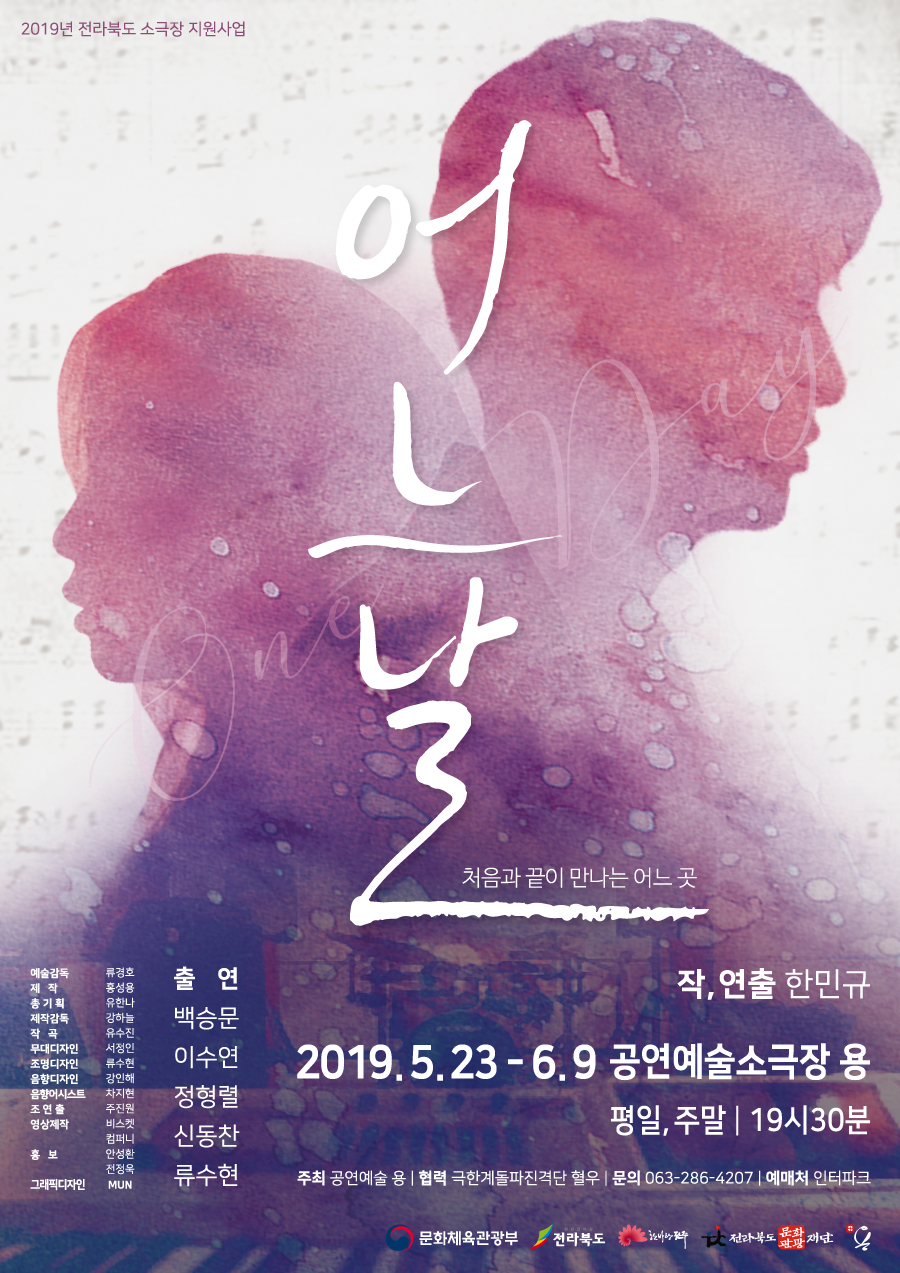 2019년 전라북도 소극장 지원사업
어느날
One Day
처음과 끝이 만나는 어느 곳
예술감독 류경호
제 작 홍성용
총기획 유한나
제작감독 강하늘
작 곡 유수진
무대디자인 서정인
조명디자인 류수현
음향디자인 강인해
음향어시스트 차지현
조연출 주진원
영상제작 비스켓
컴퍼니
홍 보 안성환
전정욱
그래픽디자인 MUN
출 연
백승문
이수연
정형렬
신동찬
류수현
작, 연출 한민규
2019. 5. 23 - 6. 9 공연예술소극장 용
평일, 주말 | 19시30분
주최 공연예술 용 | 협력 극한계돌파진격단 혈우 | 문의 063-286-4207 | 예매처 인터파크
문화체육관광부 전라북도 한바탕 전주 전라북도 문화관광재단